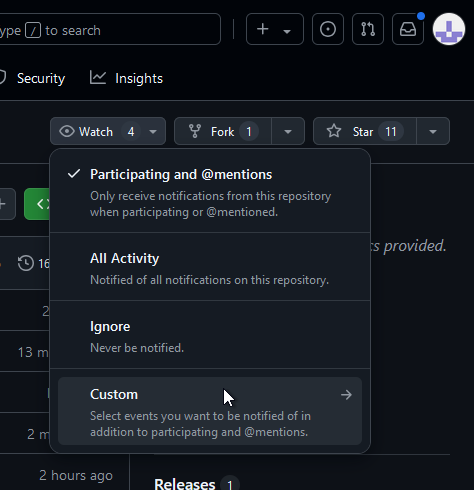 ype / to search
Security
Insights
Watch 4
Fork 1
Star 11
Participating and @mentions
Only receive notifications from this repository
when participating or @mentioned.
s provided.
All Activity
Notified of all notifications on this repository.
16
2
Ignore
Never be notified.
13 m
Custom
Select events you want to be notified of in
addition to participating and @mentions.
2 m
2 hours ago
Releases 1